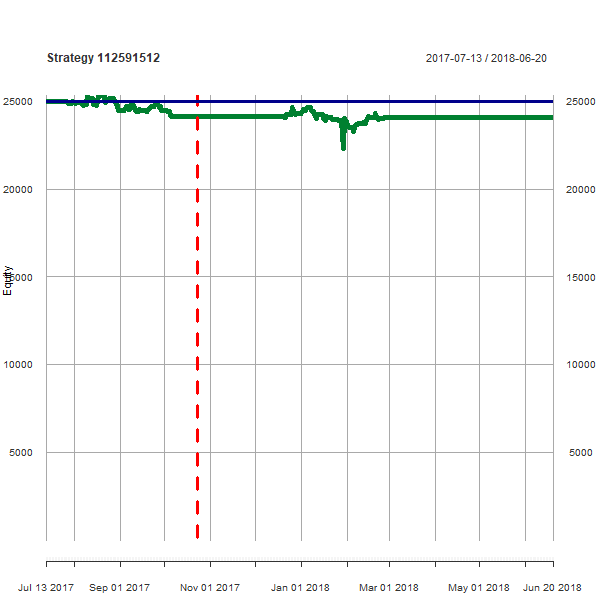 Strategy 112591512
2017-07-13 / 2018-06-20
25000
25000
20000
20000
15000
15000
Equity
10000
10000
5000
5000
Jul 13 2017
Sep 01 2017
Nov 01 2017
Jan 01 2018
Mar 01 2018
May 01 2018
Jun 20 2018